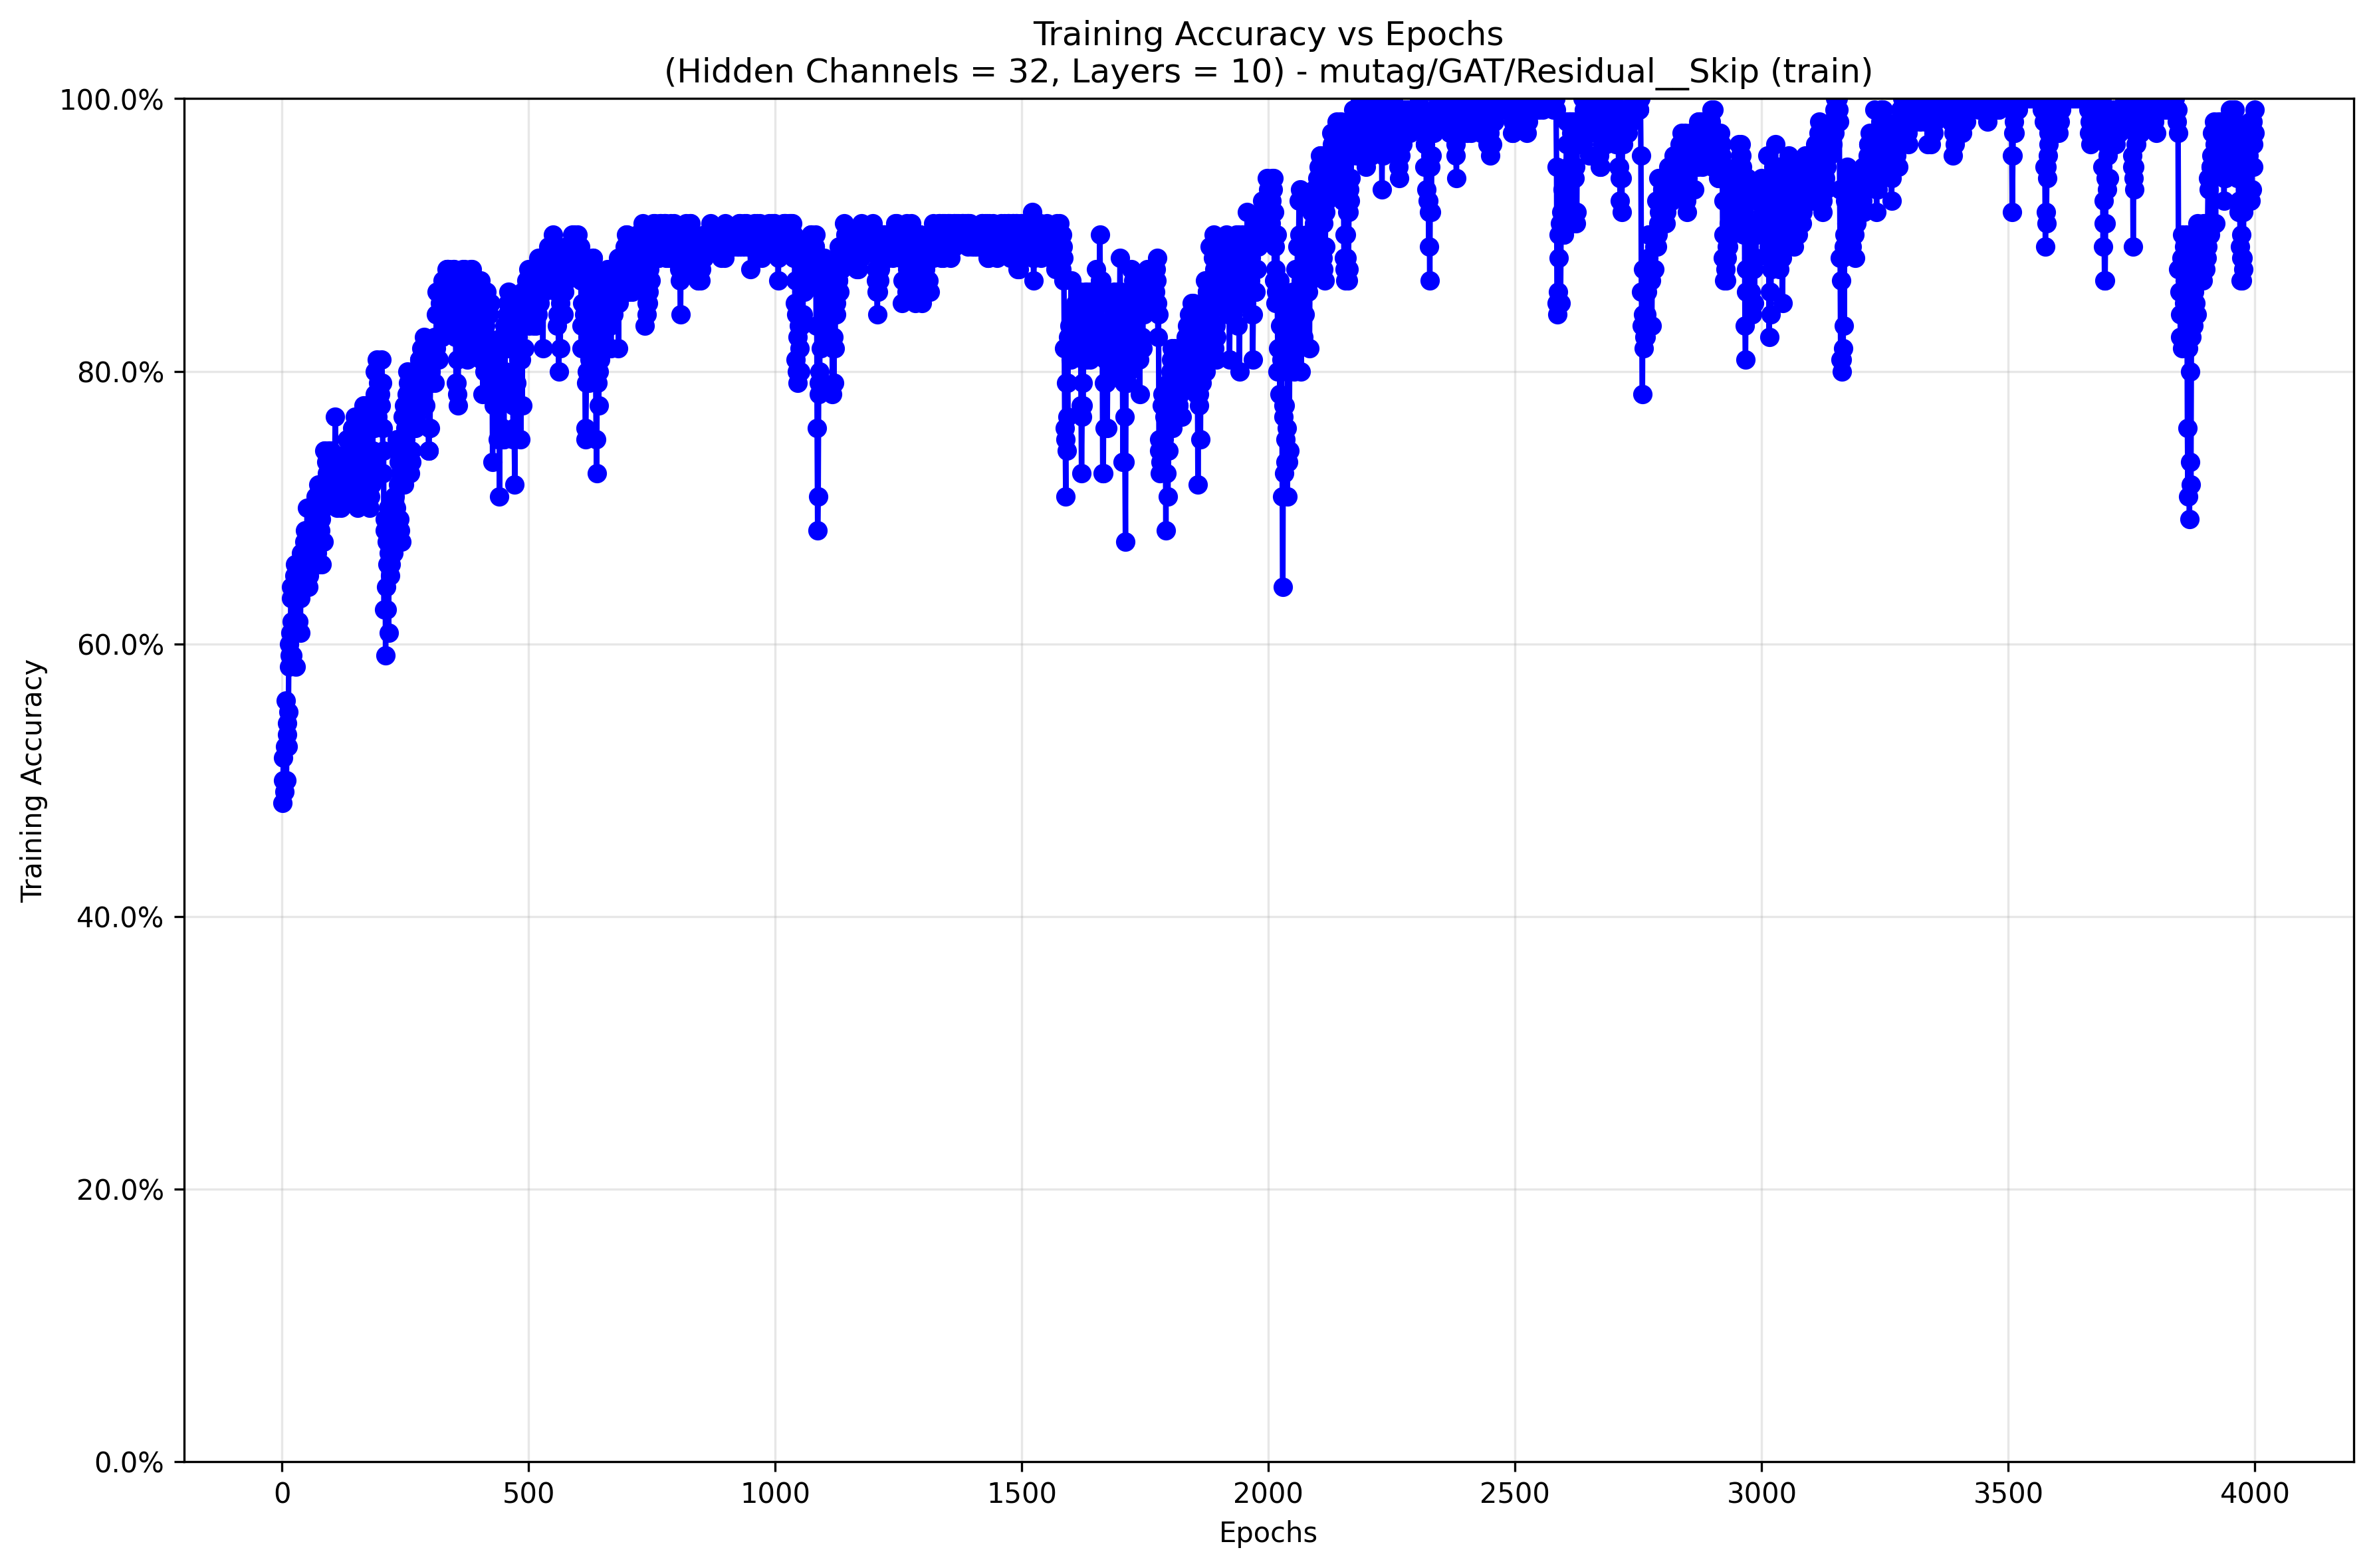 Training Accuracy vs Epochs
(Hidden Channels = 32, Layers = 10) - mutag/GAT/Residual__Skip (train)
100.0%
80.0%
60.0%
40.0%
20.0%
0.0%
Training Accuracy
0 500 1000 1500 2000 2500 3000 3500 4000
Epochs